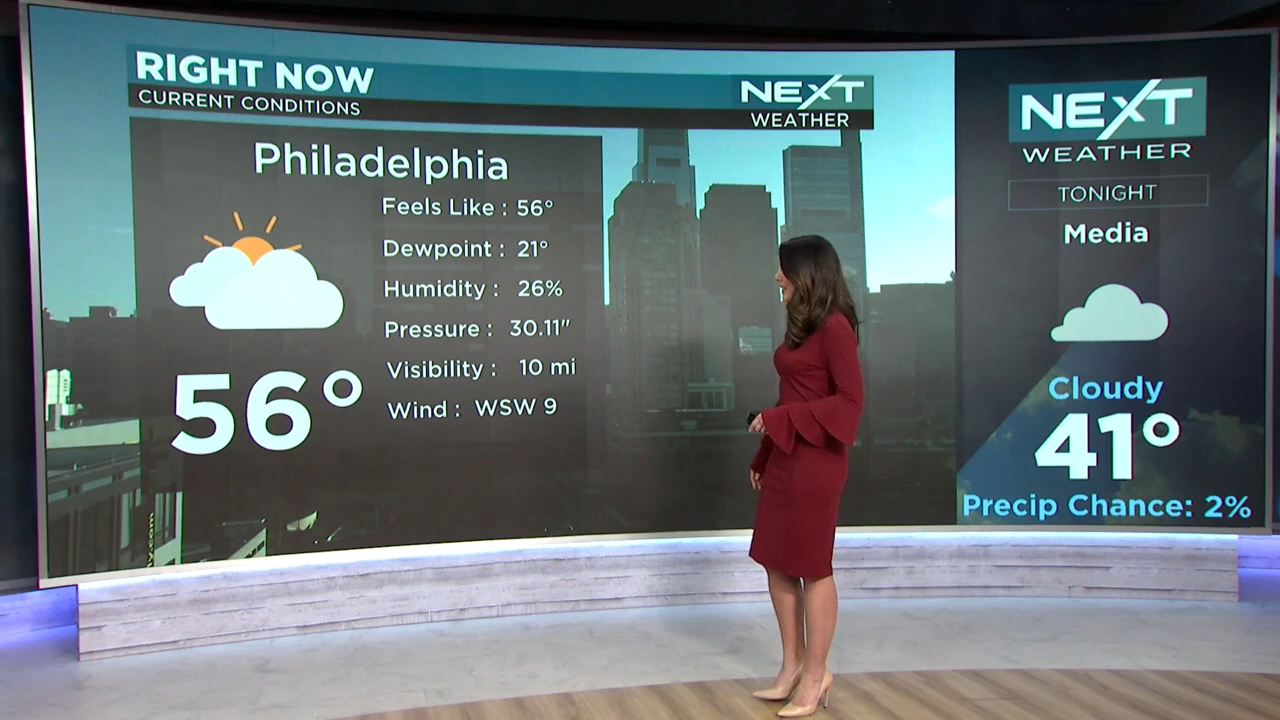 RIGHT NOW
CURRENT CONDITIONS
NEXT
WEATHER
Philadelphia
Feels Like : 56°
Dewpoint : 21°
Humidity : 26%
Pressure : 30.11"
Visibility : 10 mi
Wind : WSW 9
56°
NEXT
WEATHER
TONIGHT
Media
Cloudy
41°
Precip Chance: 2%